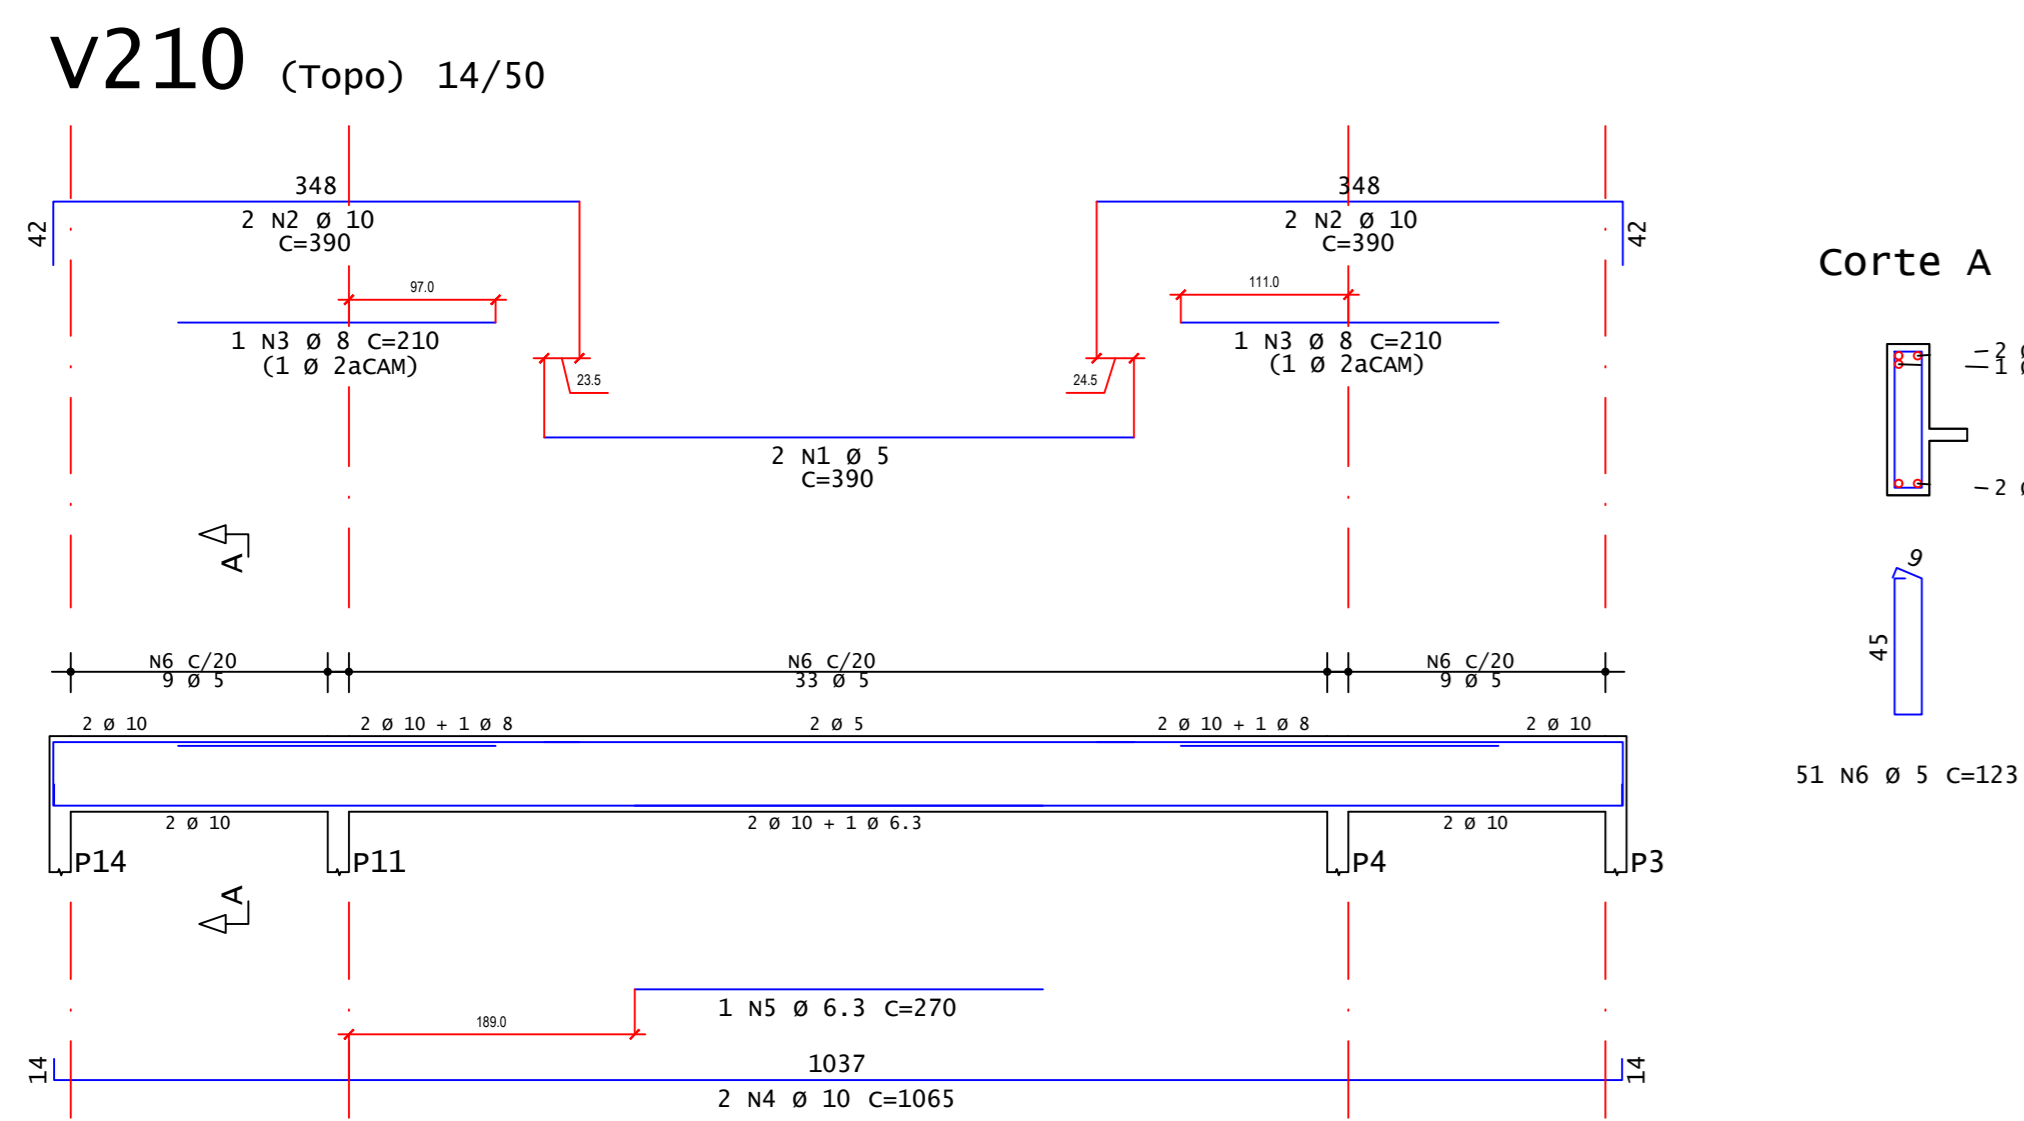 V210 (Topo) 14/50
348
348
42
2 N2 Ø 10
C=390
2 N2 Ø 10
C=390
42
Corte A
97.0
111.0
1 N3 Ø 8 C=210
(1 Ø 2aCAM)
1 N3 Ø 8 C=210
(1 Ø 2aCAM)
2 Ø
1 Ø
23.5
24.5
2 N1 Ø 5
C=390
2 Ø
A
9
45
N6 C/20
9 Ø 5
N6 C/20
33 Ø 5
N6 C/20
9 Ø 5
2 Ø 10
2 Ø 10 + 1 Ø 8
2 Ø 5
2 Ø 10 + 1 Ø 8
2 Ø 10
51 N6 Ø 5 C=123
2 Ø 10
2 Ø 10 + 1 Ø 6.3
2 Ø 10
P14
P11
P4
P3
A
1 N5 Ø 6.3 C=270
189.0
14
1037
14
2 N4 Ø 10 C=1065